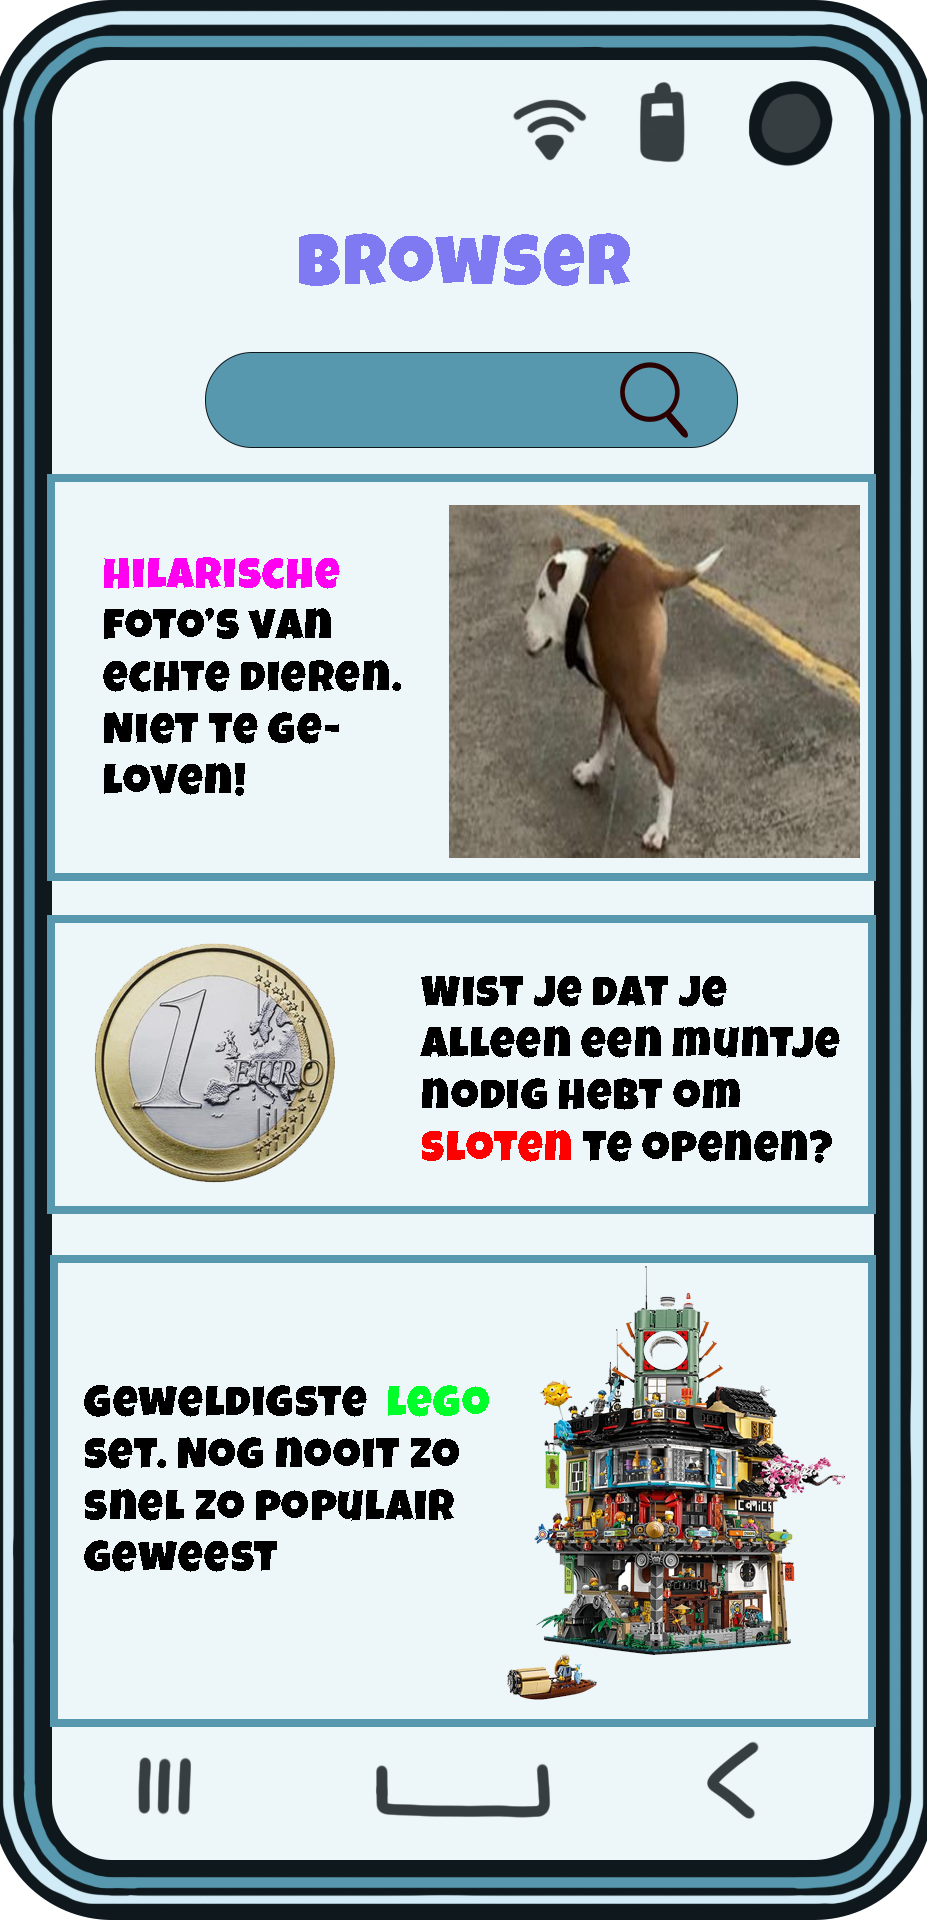 BROWSER
HILARISCHE
FOTO'S VAN
ECHTE DIEREN.
NIET TE GE-
LOVEN!
1 EURO
WIST JE DAT JE
ALLEEN EEN MUNTJE
NODIG HEBT OM
SLOTEN TE OPENEN?
GEWELDIGSTE LEGO
SET. NOG NOOIT ZO
SNEL ZO POPULAIR
GEWEEST
COMICS